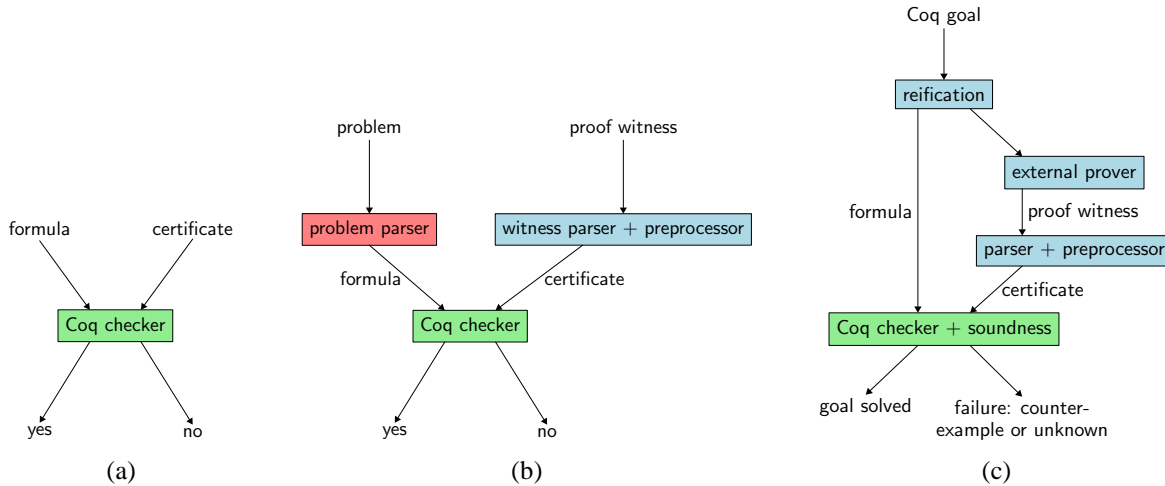 formula
certificate
Coq checker
yes
no
(a)
problem
proof witness
problem parser
witness parser + preprocessor
formula
certificate
Coq checker
yes
no
(b)
Coq goal
reification
external prover
formula
proof witness
parser + preprocessor
certificate
Coq checker + soundness
goal solved
failure: counter-
example or unknown
(c)